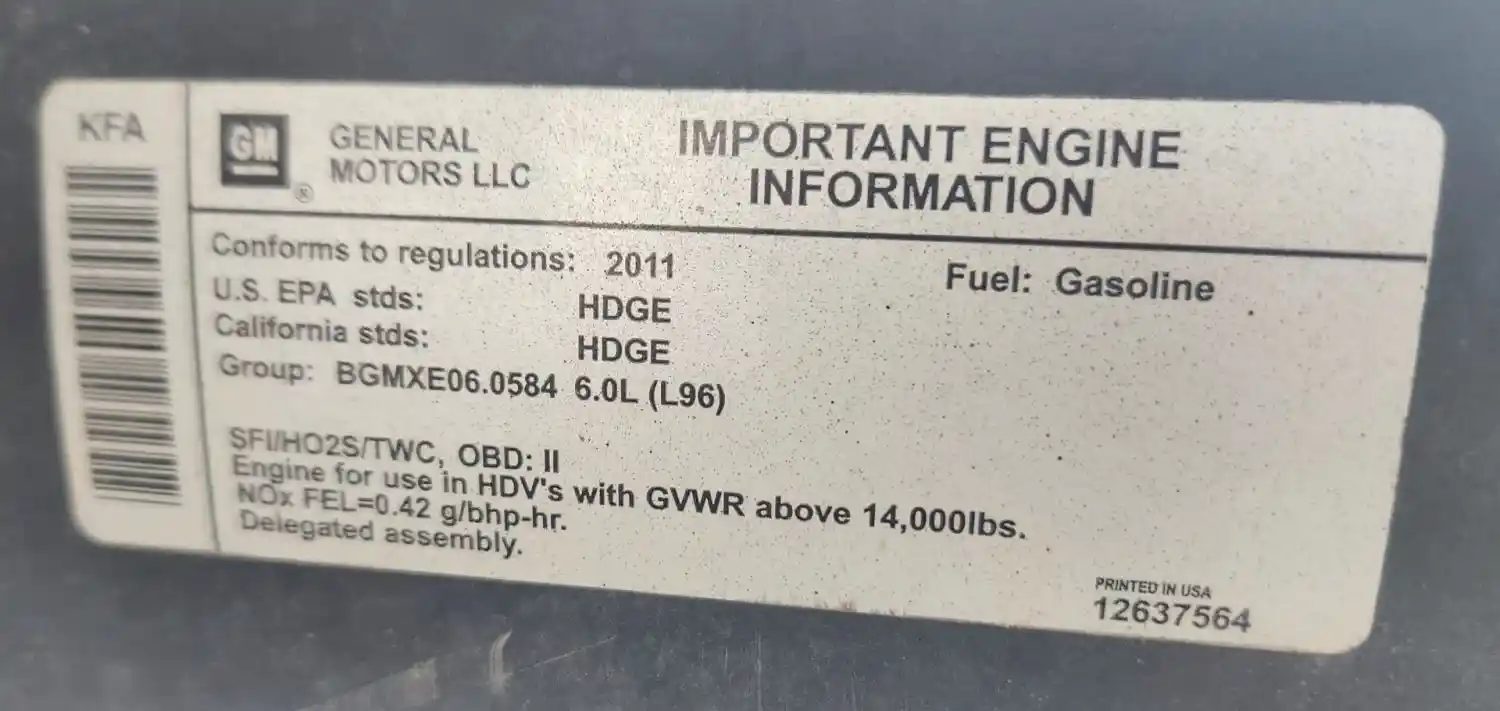 KFA
GM
®
GENERAL
MOTORS LLC
IMPORTANT ENGINE
INFORMATION
Conforms to regulations: 2011
Fuel: Gasoline
U.S. EPA stds: HDGE
California stds: HDGE
Group: BGMXE06.0584 6.0L (L96)
SFI/HO2S/TWC, OBD: II
Engine for use in HDV's with GVWR above 14,000lbs.
NOx FEL=0.42 g/bhp-hr.
Delegated assembly.
PRINTED IN USA
12637564